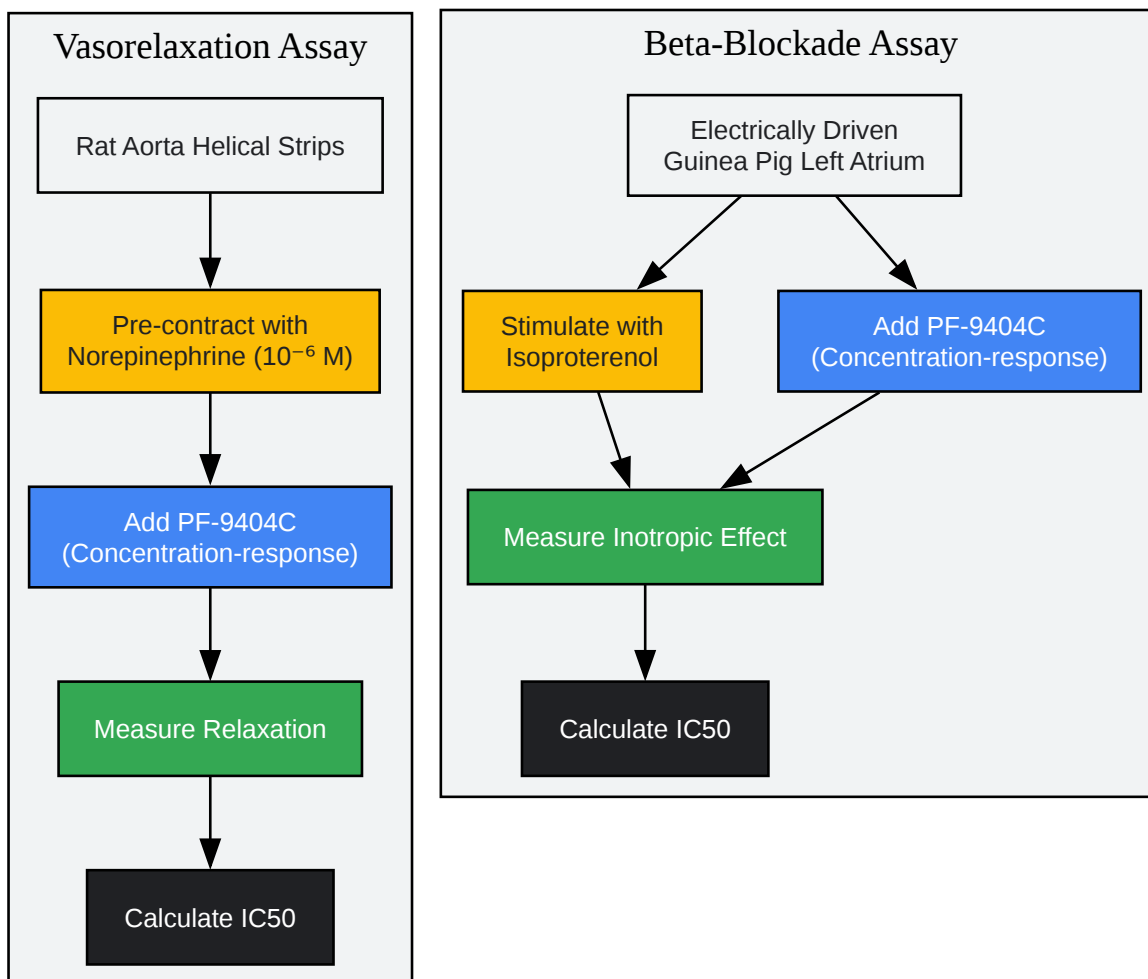 Vasorelaxation Assay
Rat Aorta Helical Strips
Pre-contract with
Norepinephrine (10⁻⁶ M)
Add PF-9404C
(Concentration-response)
Measure Relaxation
Calculate IC50
Beta-Blockade Assay
Electrically Driven
Guinea Pig Left Atrium
Stimulate with
Isoproterenol
Add PF-9404C
(Concentration-response)
Measure Inotropic Effect
Calculate IC50